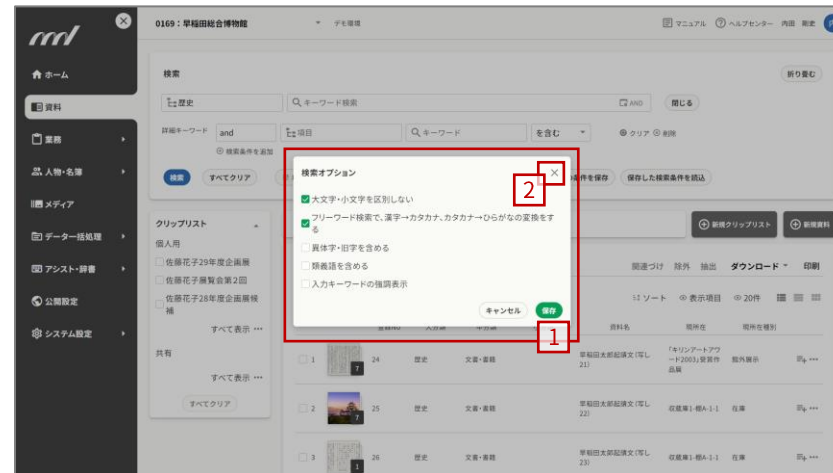 0169：早稲田総合博物館
デモ環境
マニュアル
ヘルプセンター
内田 剛史
ホーム
資料
業務
人物・名簿
メディア
データ一括処理
アシスト・辞書
公開設定
システム設定
検索
折り畳む
歴史
キーワード検索
AND
閉じる
詳細キーワード
and
項目
キーワード
を含む
クリア
削除
検索条件を追加
検索
すべてクリア
条件を保存
保存した検索条件を読込
検索オプション
2
大文字・小文字を区別しない
フリーワード検索で、漢字→カタカナ、カタカナ→ひらがなの変換をす
る
異体字・旧字を含める
類義語を含める
入力キーワードの強調表示
キャンセル
保存
1
クリップリスト
個人用
佐藤花子29年度企画展
佐藤花子展覧会第2回
佐藤花子28年度企画展候
補
すべて表示 •••
共有
すべて表示 •••
すべてクリア
新規クリップリスト
新規資料
関連づけ
除外
抽出
ダウンロード
印刷
ソート
表示項目
20件
資料名
現所在
現所在種別
1
7
24
歴史
文書・書籍
早稲田太郎起請文（写し
21）
「キリンアートアワ
ード2003」受賞作
品展
館外展示
2
7
25
歴史
文書・書籍
早稲田太郎起請文（写し
22）
収蔵庫1-棚A-1-1
在庫
3
1
26
歴史
文書・書籍
早稲田太郎起請文（写し
23）
収蔵庫1-棚A-1-1
在庫